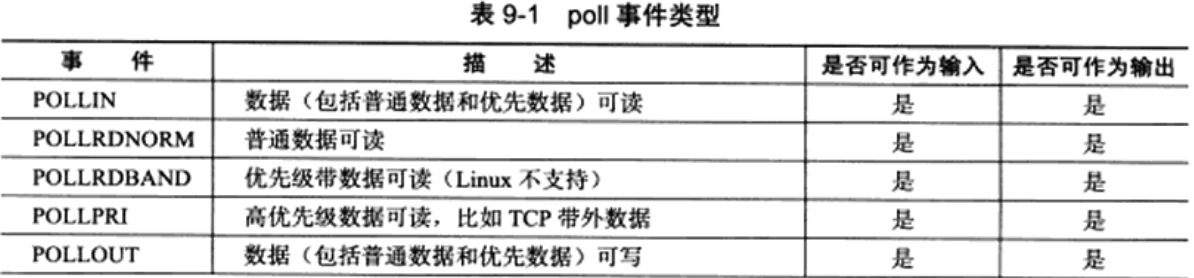 表 9-1 poll 事件类型
事 件 描 述 是否可作为输入 是否可作为输出
POLLIN 数据（包括普通数据和优先数据）可读 是 是
POLLRDNORM 普通数据可读 是 是
POLLRDBAND 优先级带数据可读（Linux 不支持） 是 是
POLLPRI 高优先级数据可读，比如 TCP 带外数据 是 是
POLLOUT 数据（包括普通数据和优先数据）可写 是 是